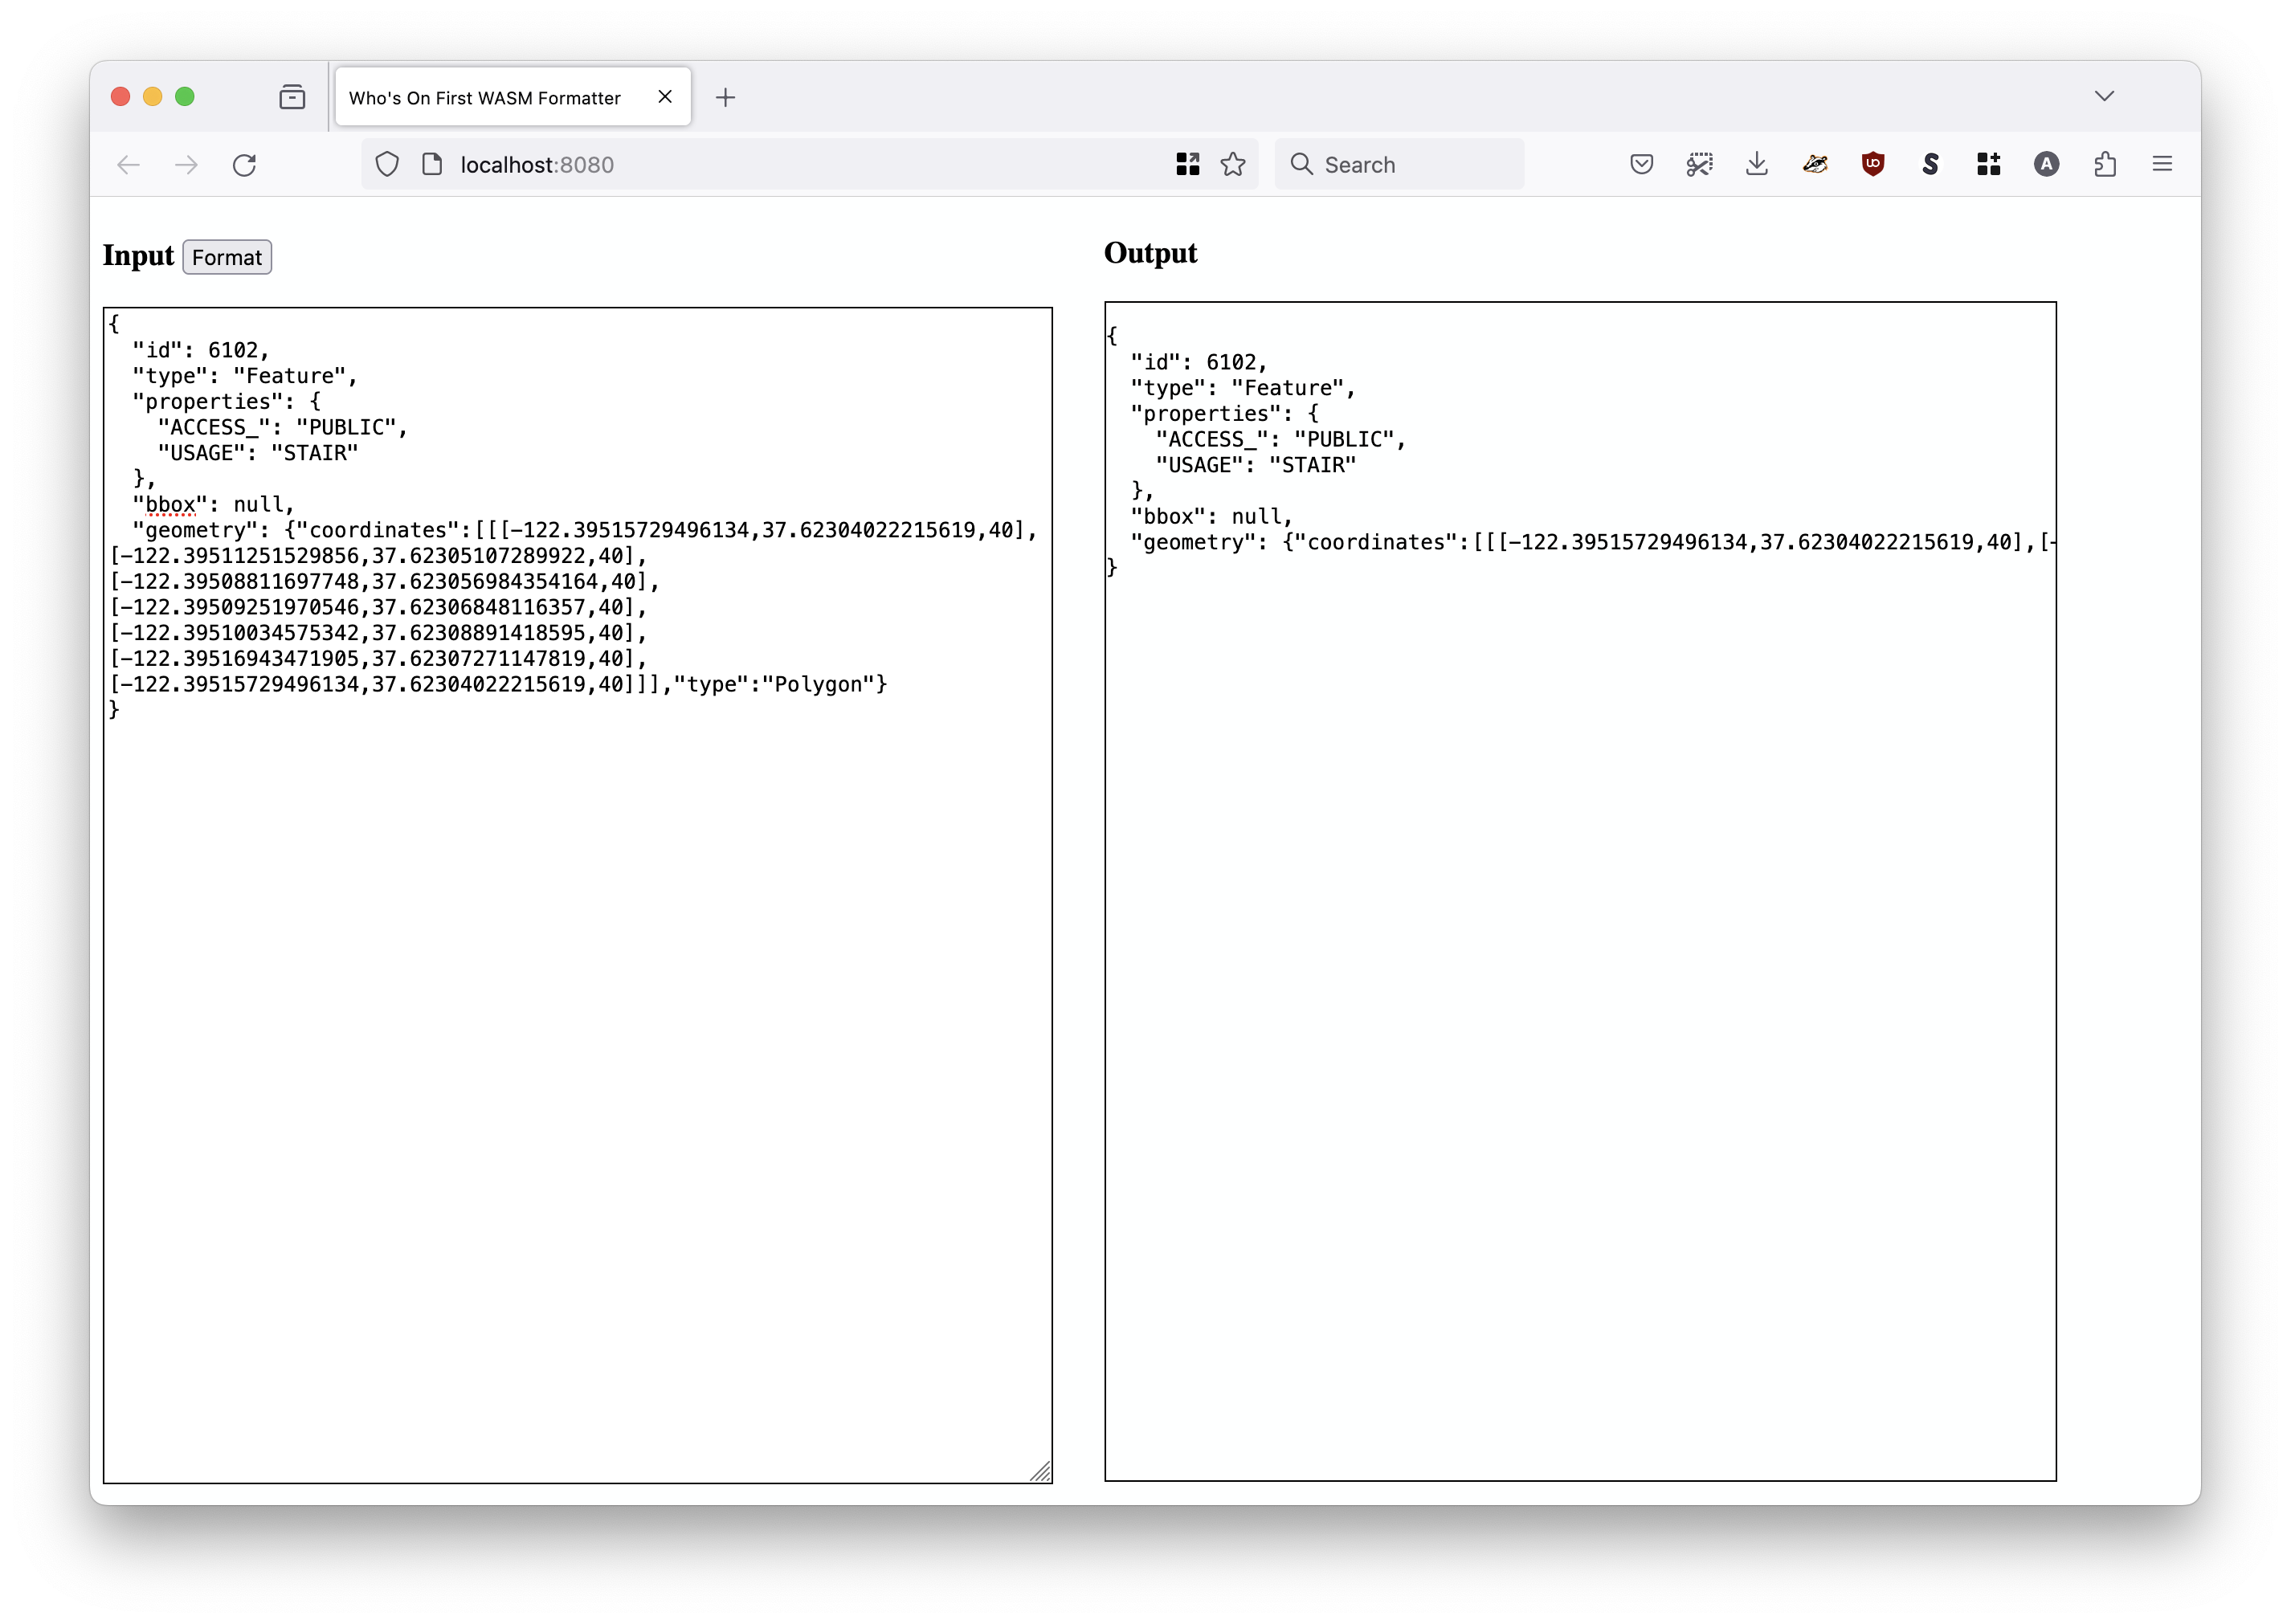 Who's On First WASM Formatter
localhost:8080
Search
Input Format
{
  "id": 6102,
  "type": "Feature",
  "properties": {
    "ACCESS_": "PUBLIC",
    "USAGE": "STAIR"
  },
  "bbox": null,
  "geometry": {"coordinates":[[[-122.39515729496134,37.62304022215619,40],
[-122.39511251529856,37.62305107289922,40],
[-122.39508811697748,37.623056984354164,40],
[-122.39509251970546,37.62306848116357,40],
[-122.39510034575342,37.62308891418595,40],
[-122.39516943471905,37.62307271147819,40],
[-122.39515729496134,37.62304022215619,40]]],"type":"Polygon"}
}
Output
{
  "id": 6102,
  "type": "Feature",
  "properties": {
    "ACCESS_": "PUBLIC",
    "USAGE": "STAIR"
  },
  "bbox": null,
  "geometry": {"coordinates":[[[-122.39515729496134,37.62304022215619,40],[-
}